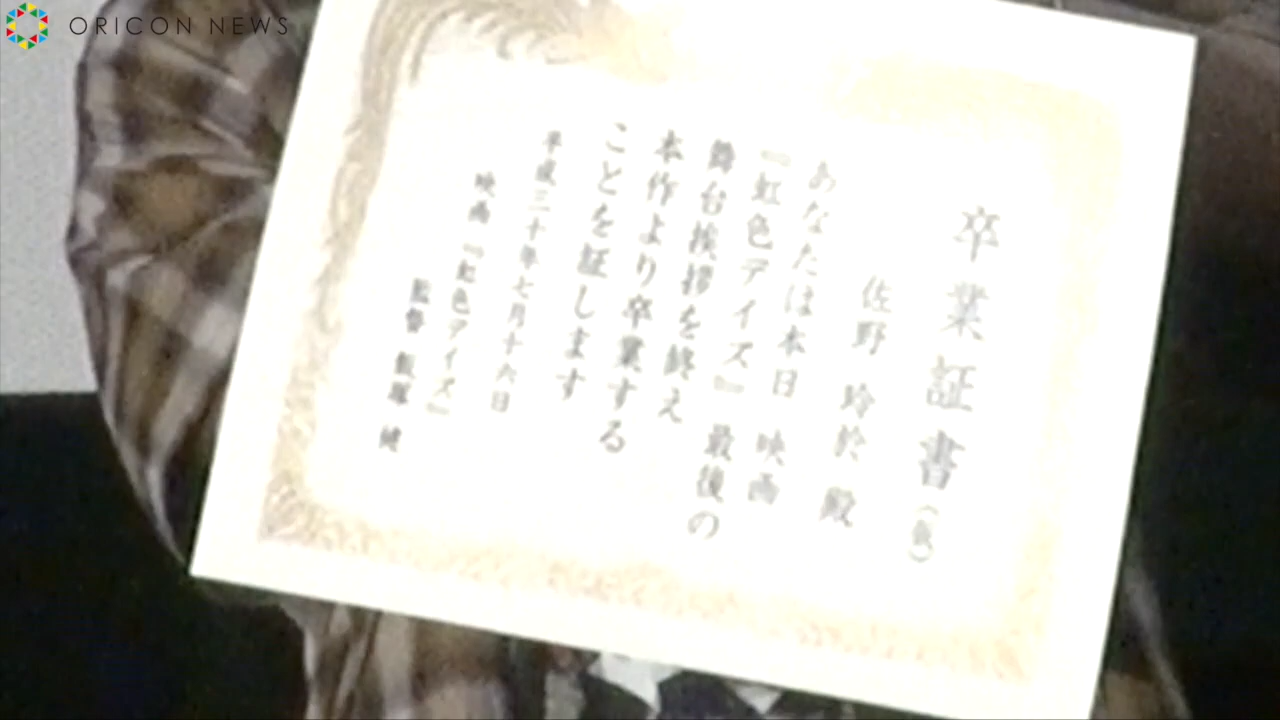 ORICON NEWS
卒業証書(仮)
佐野 玲於 殿
あなたは本日 映画
『虹色デイズ』最後の
舞台挨拶を終え
本作より卒業する
ことを証します
平成三十年七月十六日
映画『虹色デイズ』
監督 飯塚 健